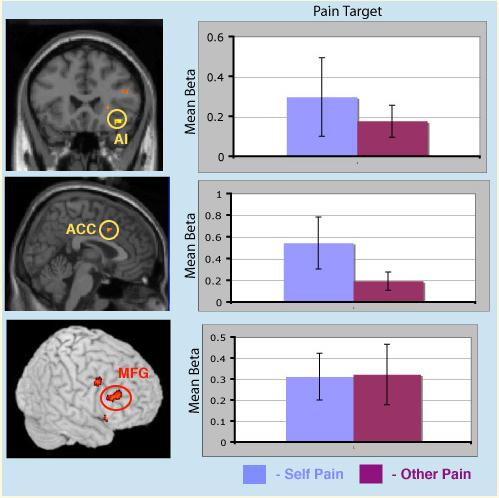 Pain Target
AI
Mean Beta
0.6
0.4
0.2
0
ACC
Mean Beta
1
0.8
0.6
0.4
0.2
0
MFG
Mean Beta
0.5
0.4
0.3
0.2
0.1
0
- Self Pain
- Other Pain